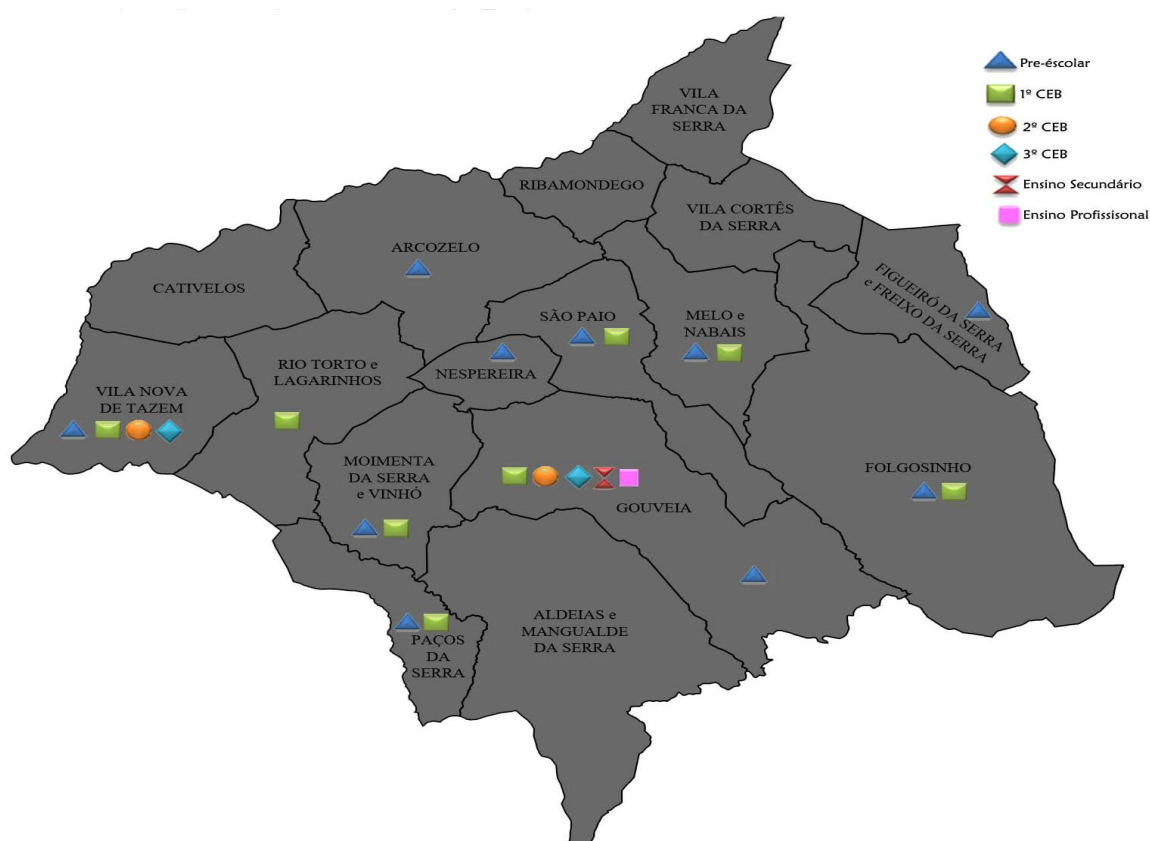 Pre-éscolar
1º CEB
2º CEB
3º CEB
Ensino Secundário
Ensino Profissisonal
VILA
FRANCA DA
SERRA
RIBAMONDEGO
VILA CORTÊS
DA SERRA
ARCOZELO
FIGUEIRÓ DA SERRA
e FREIXO DA SERRA
CATIVELOS
SÃO PAIO
MELO e
NABAIS
RIO TORTO e
LAGARINHOS
NESPEREIRA
VILA NOVA
DE TAZEM
MOIMENTA
DA SERRA
e VINHÓ
FOLGOSINHO
GOUVEIA
ALDEIAS e
MANGUALDE
DA SERRA
PAÇOS
DA
SERRA